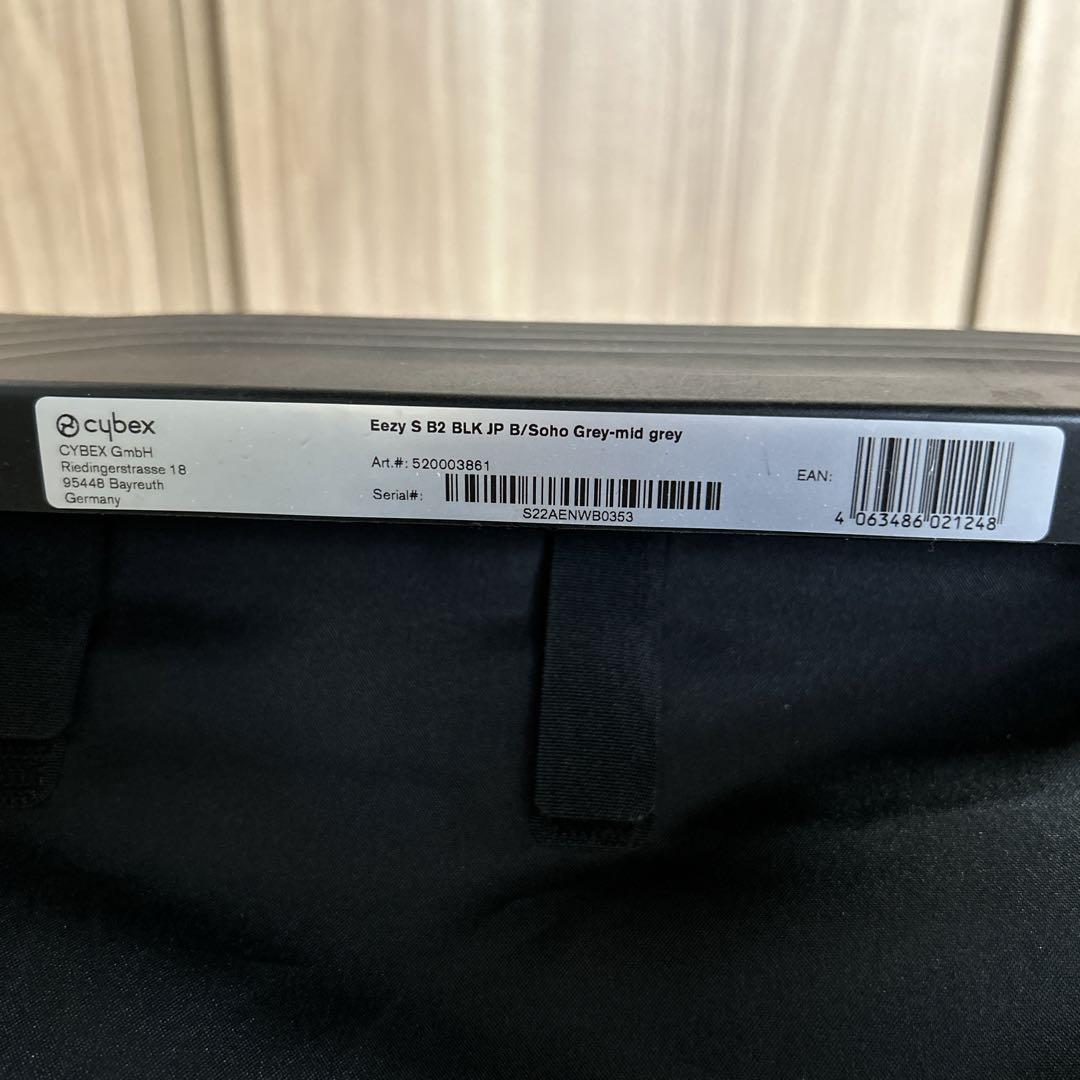 cybex
CYBEX GmbH
Riedingerstrasse 18
95448 Bayreuth
Germany
Eezy S B2 BLK JP B/Soho Grey-mid grey
Art.#: 520003861
Serial#:
S22AENWB0353
EAN:
4 063486 021248